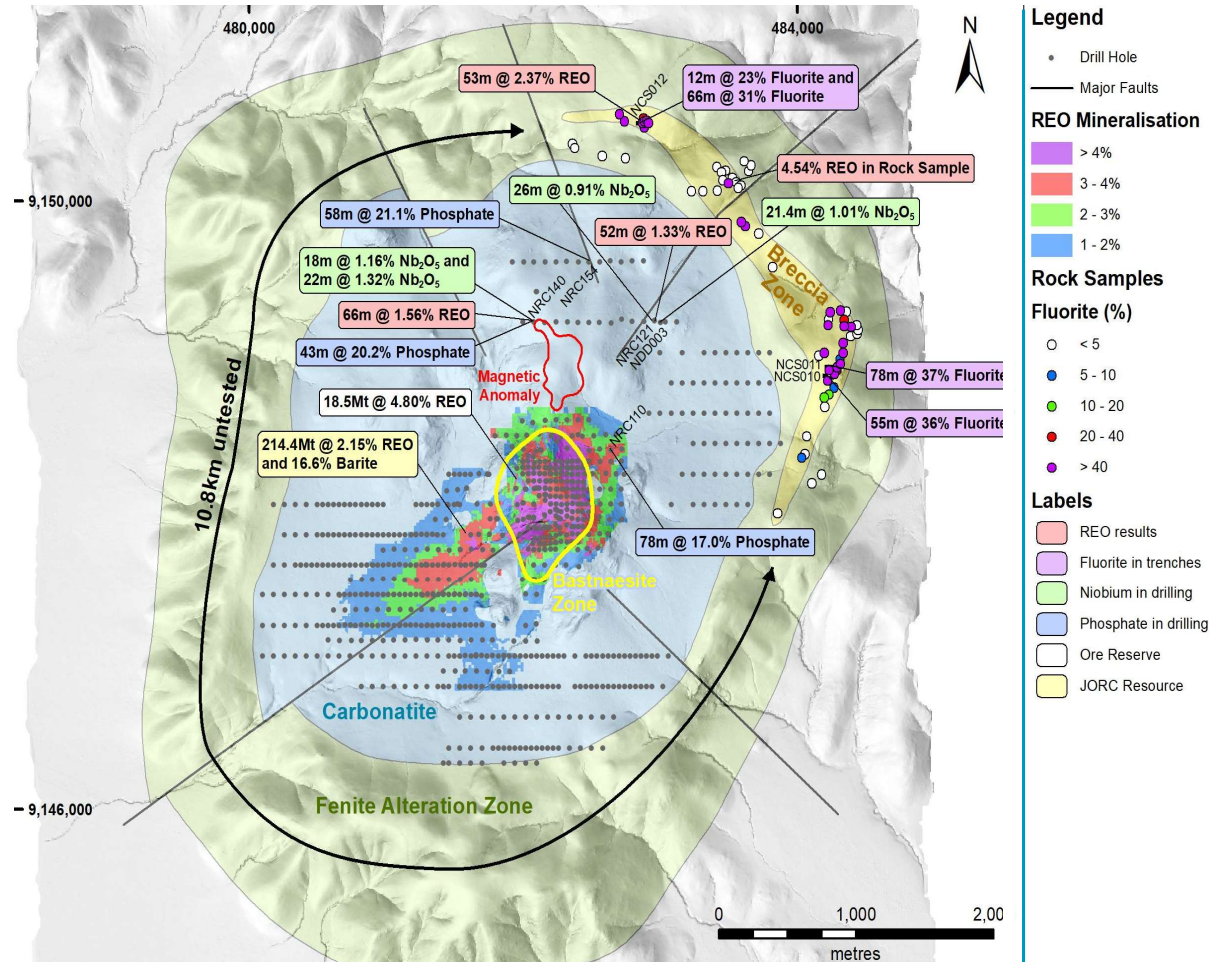 480,000
484,000
N
9,150,000
9,146,000
53m @ 2.37% REO
NCS012
12m @ 23% Fluorite and
66m @ 31% Fluorite
4.54% REO in Rock Sample
26m @ 0.91% Nb₂O₅
58m @ 21.1% Phosphate
21.4m @ 1.01% Nb₂O₅
52m @ 1.33% REO
18m @ 1.16% Nb₂O₅ and
22m @ 1.32% Nb₂O₅
NRC140
NRC154
Breccia
Zone
66m @ 1.56% REO
43m @ 20.2% Phosphate
NRC121
NDD003
NCS011
NCS010
Magnetic
Anomaly
78m @ 37% Fluorite
18.5Mt @ 4.80% REO
55m @ 36% Fluorite
NRC110
214.4Mt @ 2.15% REO
and 16.6% Barite
10.8km untested
78m @ 17.0% Phosphate
Bastnaesite
Zone
Carbonatite
Fenite Alteration Zone
0
1,000
2,00
metres
Legend
Drill Hole
Major Faults
REO Mineralisation
> 4%
3 - 4%
2 - 3%
1 - 2%
Rock Samples
Fluorite (%)
< 5
5 - 10
10 - 20
20 - 40
> 40
Labels
REO results
Fluorite in trenches
Niobium in drilling
Phosphate in drilling
Ore Reserve
JORC Resource